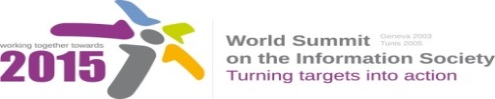 working together towards
2015
World Summit
Geneva 2003
Tunis 2005
on the Information Society
Turning targets into action